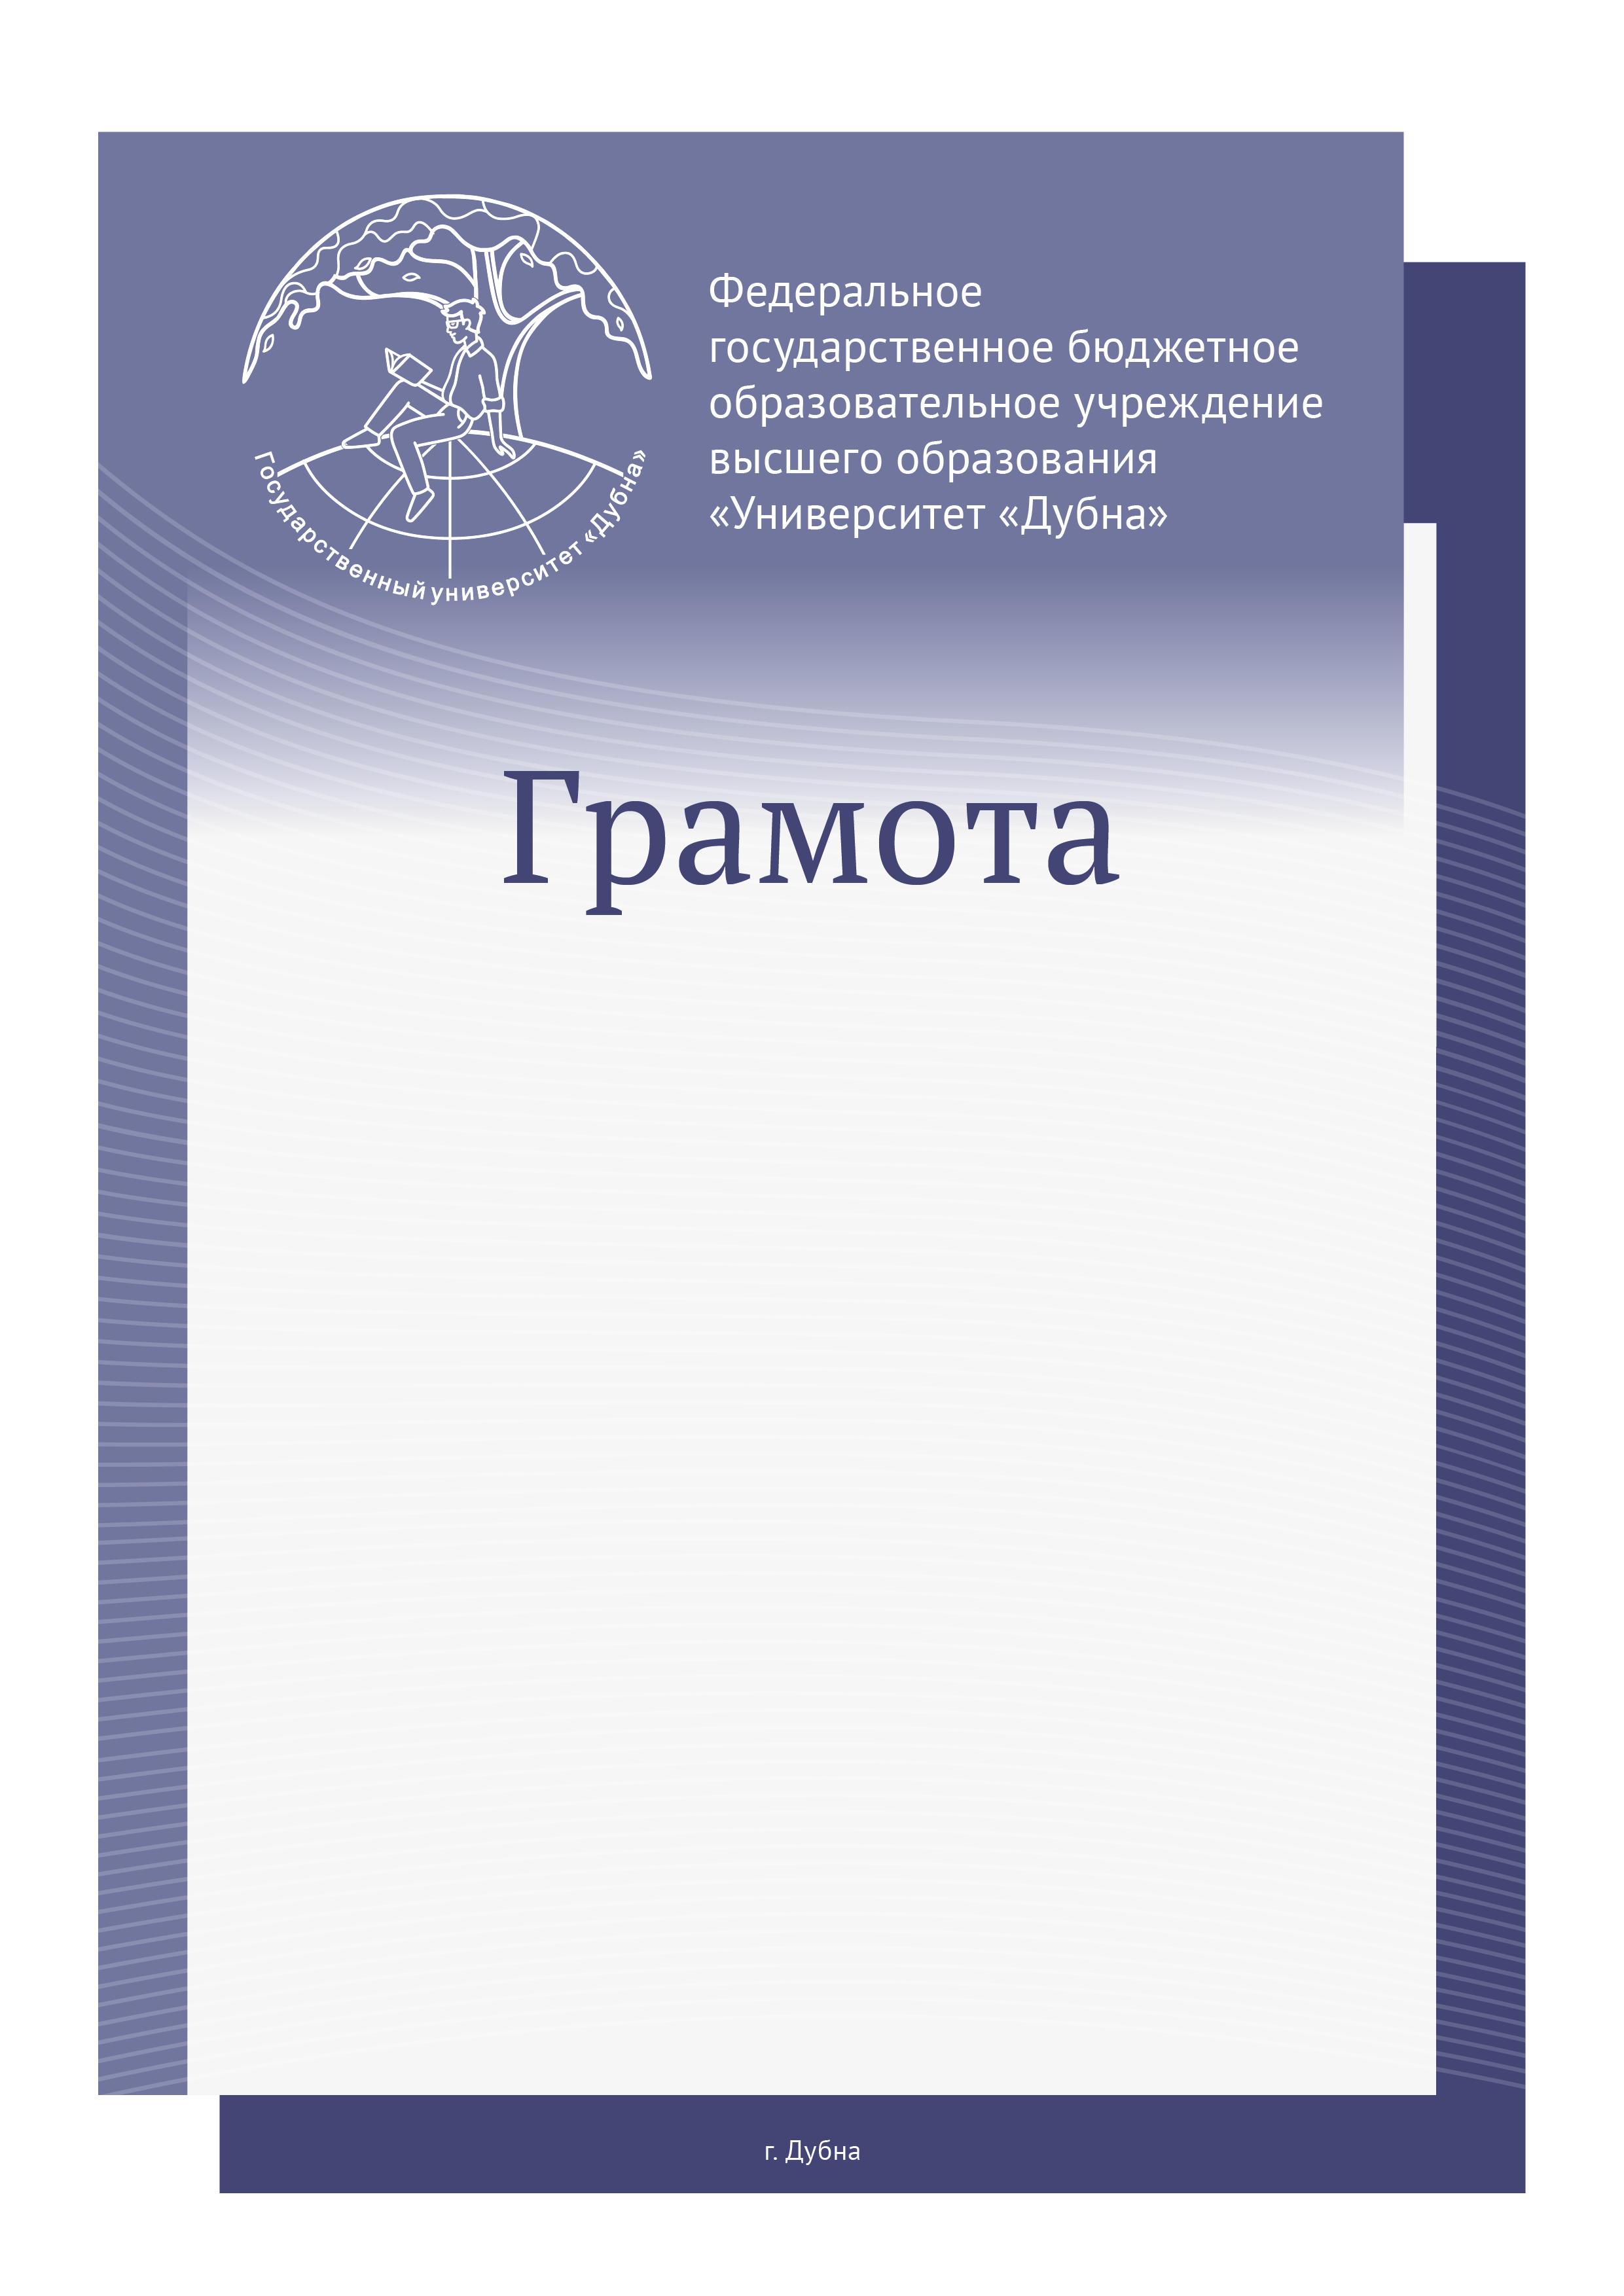 Государственный университет «Дубна»
Федеральное
государственное бюджетное
образовательное учреждение
высшего образования
«Университет «Дубна»
Грамота
г. Дубна